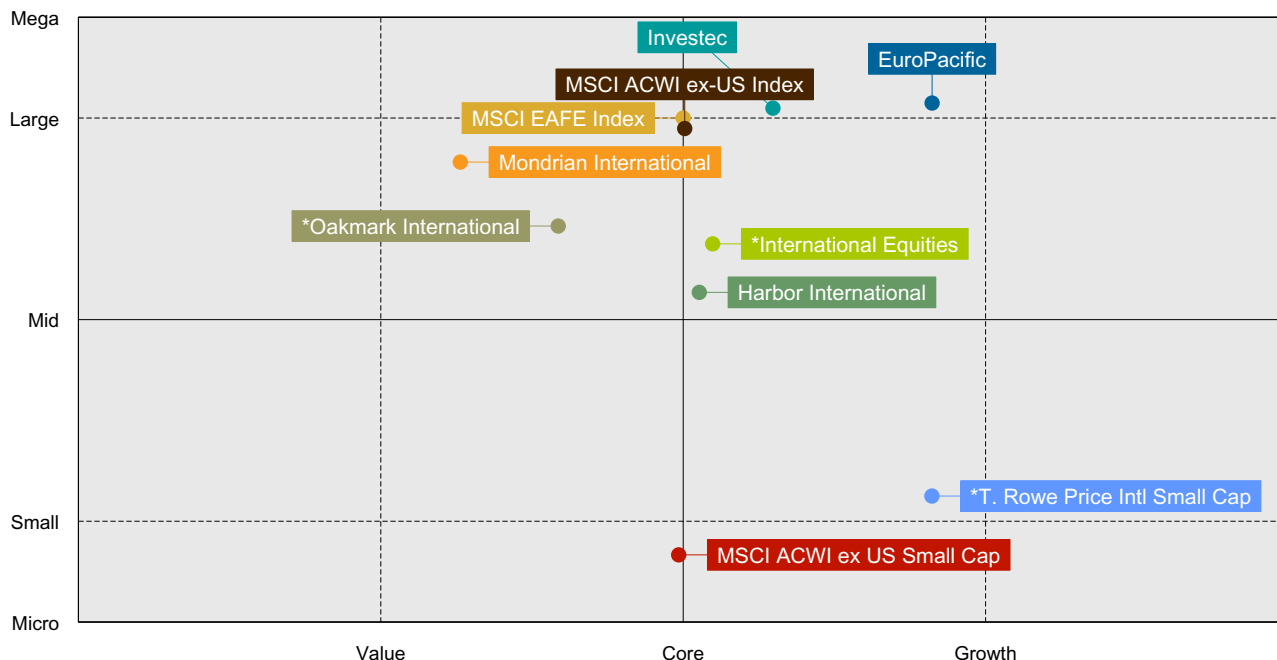 Mega
Investec
EuroPacific
MSCI ACWI ex-US Index
Large
MSCI EAFE Index
Mondrian International
*Oakmark International
*International Equities
Harbor International
Mid
*T. Rowe Price Intl Small Cap
Small
MSCI ACWI ex US Small Cap
Micro
Value
Core
Growth